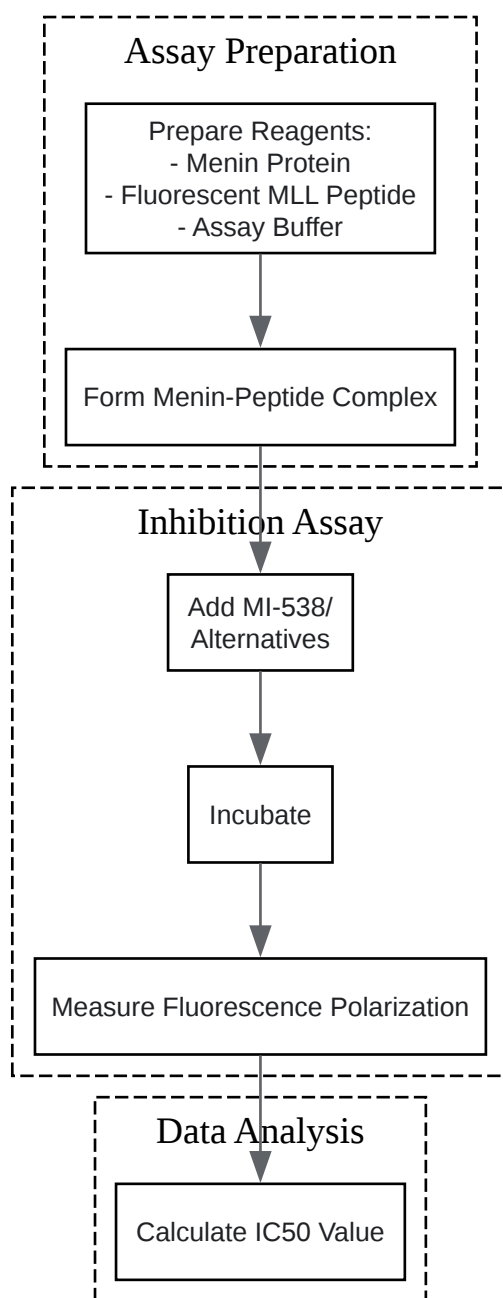 Assay Preparation
Prepare Reagents:
- Menin Protein
- Fluorescent MLL Peptide
- Assay Buffer
Form Menin-Peptide Complex
Inhibition Assay
Add MI-538/
Alternatives
Incubate
Measure Fluorescence Polarization
Data Analysis
Calculate IC50 Value